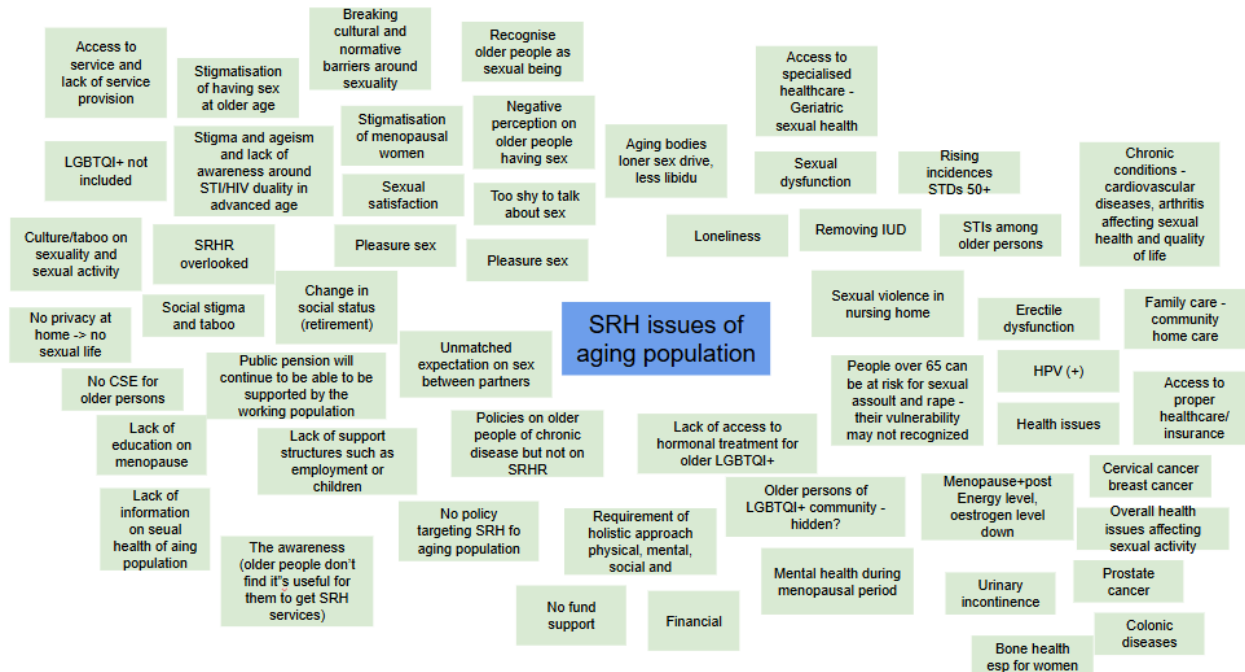 Access to
service and
lack of service
provision
Stigmatisation
of having sex
at older age
Breaking
cultural and
normative
barriers around
sexuality
Recognise
older people as
sexual being
Access to
specialised
healthcare -
Geriatric
sexual health
LGBTQI+ not
included
Stigma and ageism
and lack of
awareness around
STI/HIV duality in
advanced age
Stigmatisation
of menopausal
women
Negative
perception on
older people
having sex
Aging bodies
loner sex drive,
less libidu
Sexual
dysfunction
Rising
incidences
STDs 50+
Chronic
conditions -
cardiovascular
diseases, arthritis
affecting sexual
health and quality
of life
Sexual
satisfaction
Too shy to talk
about sex
Culture/taboo on
sexuality and
sexual activity
SRHR
overlooked
Pleasure sex
Pleasure sex
Loneliness
Removing IUD
STIs among
older persons
No privacy at
home -> no
sexual life
Social stigma
and taboo
Change in
social status
(retirement)
SRH issues of
aging population
Sexual violence in
nursing home
Erectile
dysfunction
Family care -
community
home care
No CSE for
older persons
Public pension will
continue to be able to be
supported by the
working population
Unmatched
expectation on sex
between partners
People over 65 can
be at risk for sexual
assoult and rape -
their vulnerability
may not recognized
HPV (+)
Access to
proper
healthcare/
insurance
Lack of
education on
menopause
Lack of support
structures such as
employment or
children
Policies on older
people of chronic
disease but not on
SRHR
Lack of access to
hormonal treatment for
older LGBTQI+
Health issues
Lack of
information on
seual
health of aing
population
The awareness
(older people don't
find it"s useful for
them to get SRH
services)
No policy
targeting SRH fo
aging population
Requirement of
holistic approach
physical, mental,
social and
Older persons of
LGBTQI+ community -
hidden?
Menopause+post
Energy level,
oestrogen level
down
Cervical cancer
breast cancer
Overall health
issues affecting
sexual activity
No fund
support
Financial
Mental health during
menopausal period
Urinary
incontinence
Prostate
cancer
Bone health
esp for women
Colonic
diseases